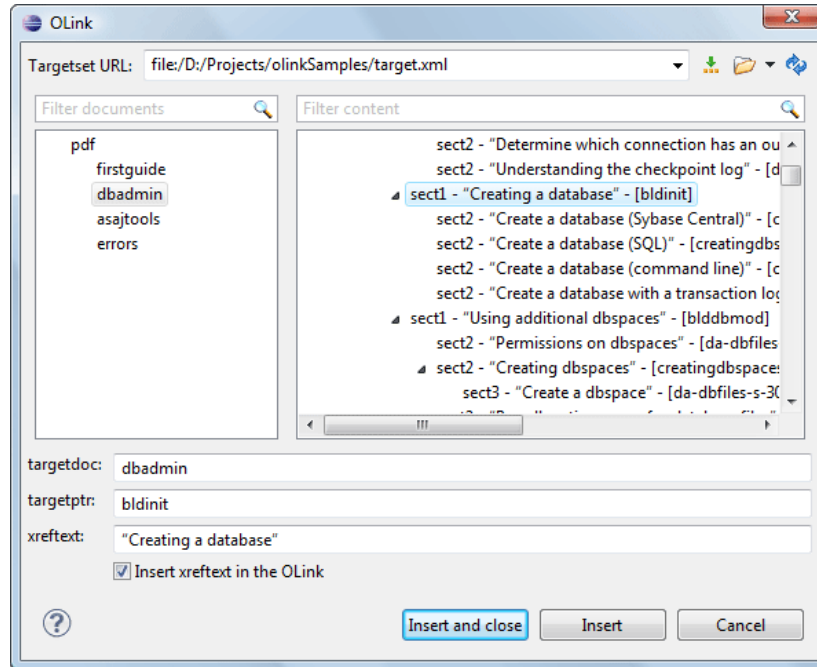 OLink
Targetset URL: file:/D:/Projects/olinkSamples/target.xml
Filter documents
Filter content
pdf
firstguide
dbadmin
asajtools
errors
sect2 - "Determine which connection has an ou
sect2 - "Understanding the checkpoint log" - [d
sect1 - "Creating a database" - [bldinit]
sect2 - "Create a database (Sybase Central)" - [c
sect2 - "Create a database (SQL)" - [creatingdbs
sect2 - "Create a database (command line)" - [c
sect2 - "Create a database with a transaction log
sect1 - "Using additional dbspaces" - [blddbmod]
sect2 - "Permissions on dbspaces" - [da-dbfiles-
sect2 - "Creating dbspaces" - [creatingdbspaces
sect3 - "Create a dbspace" - [da-dbfiles-s-30
targetdoc: dbadmin
targetptr: bldinit
xreftext: "Creating a database"
Insert xreftext in the OLink
?
Insert and close
Insert
Cancel